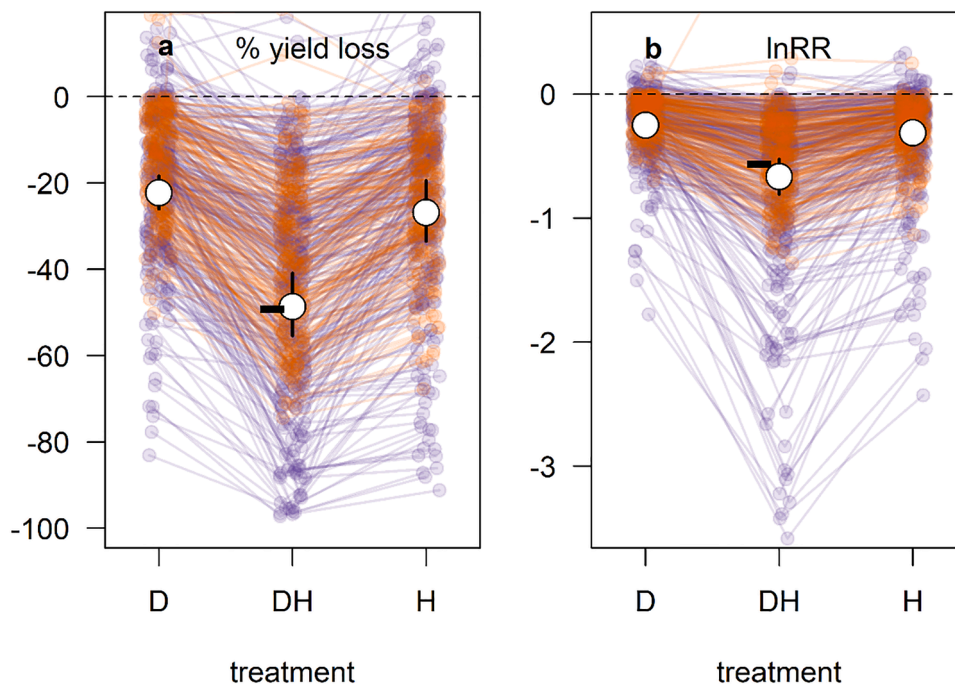 a % yield loss
0
-20
-40
-60
-80
-100
D DH H
treatment
b lnRR
0
-1
-2
-3
D DH H
treatment